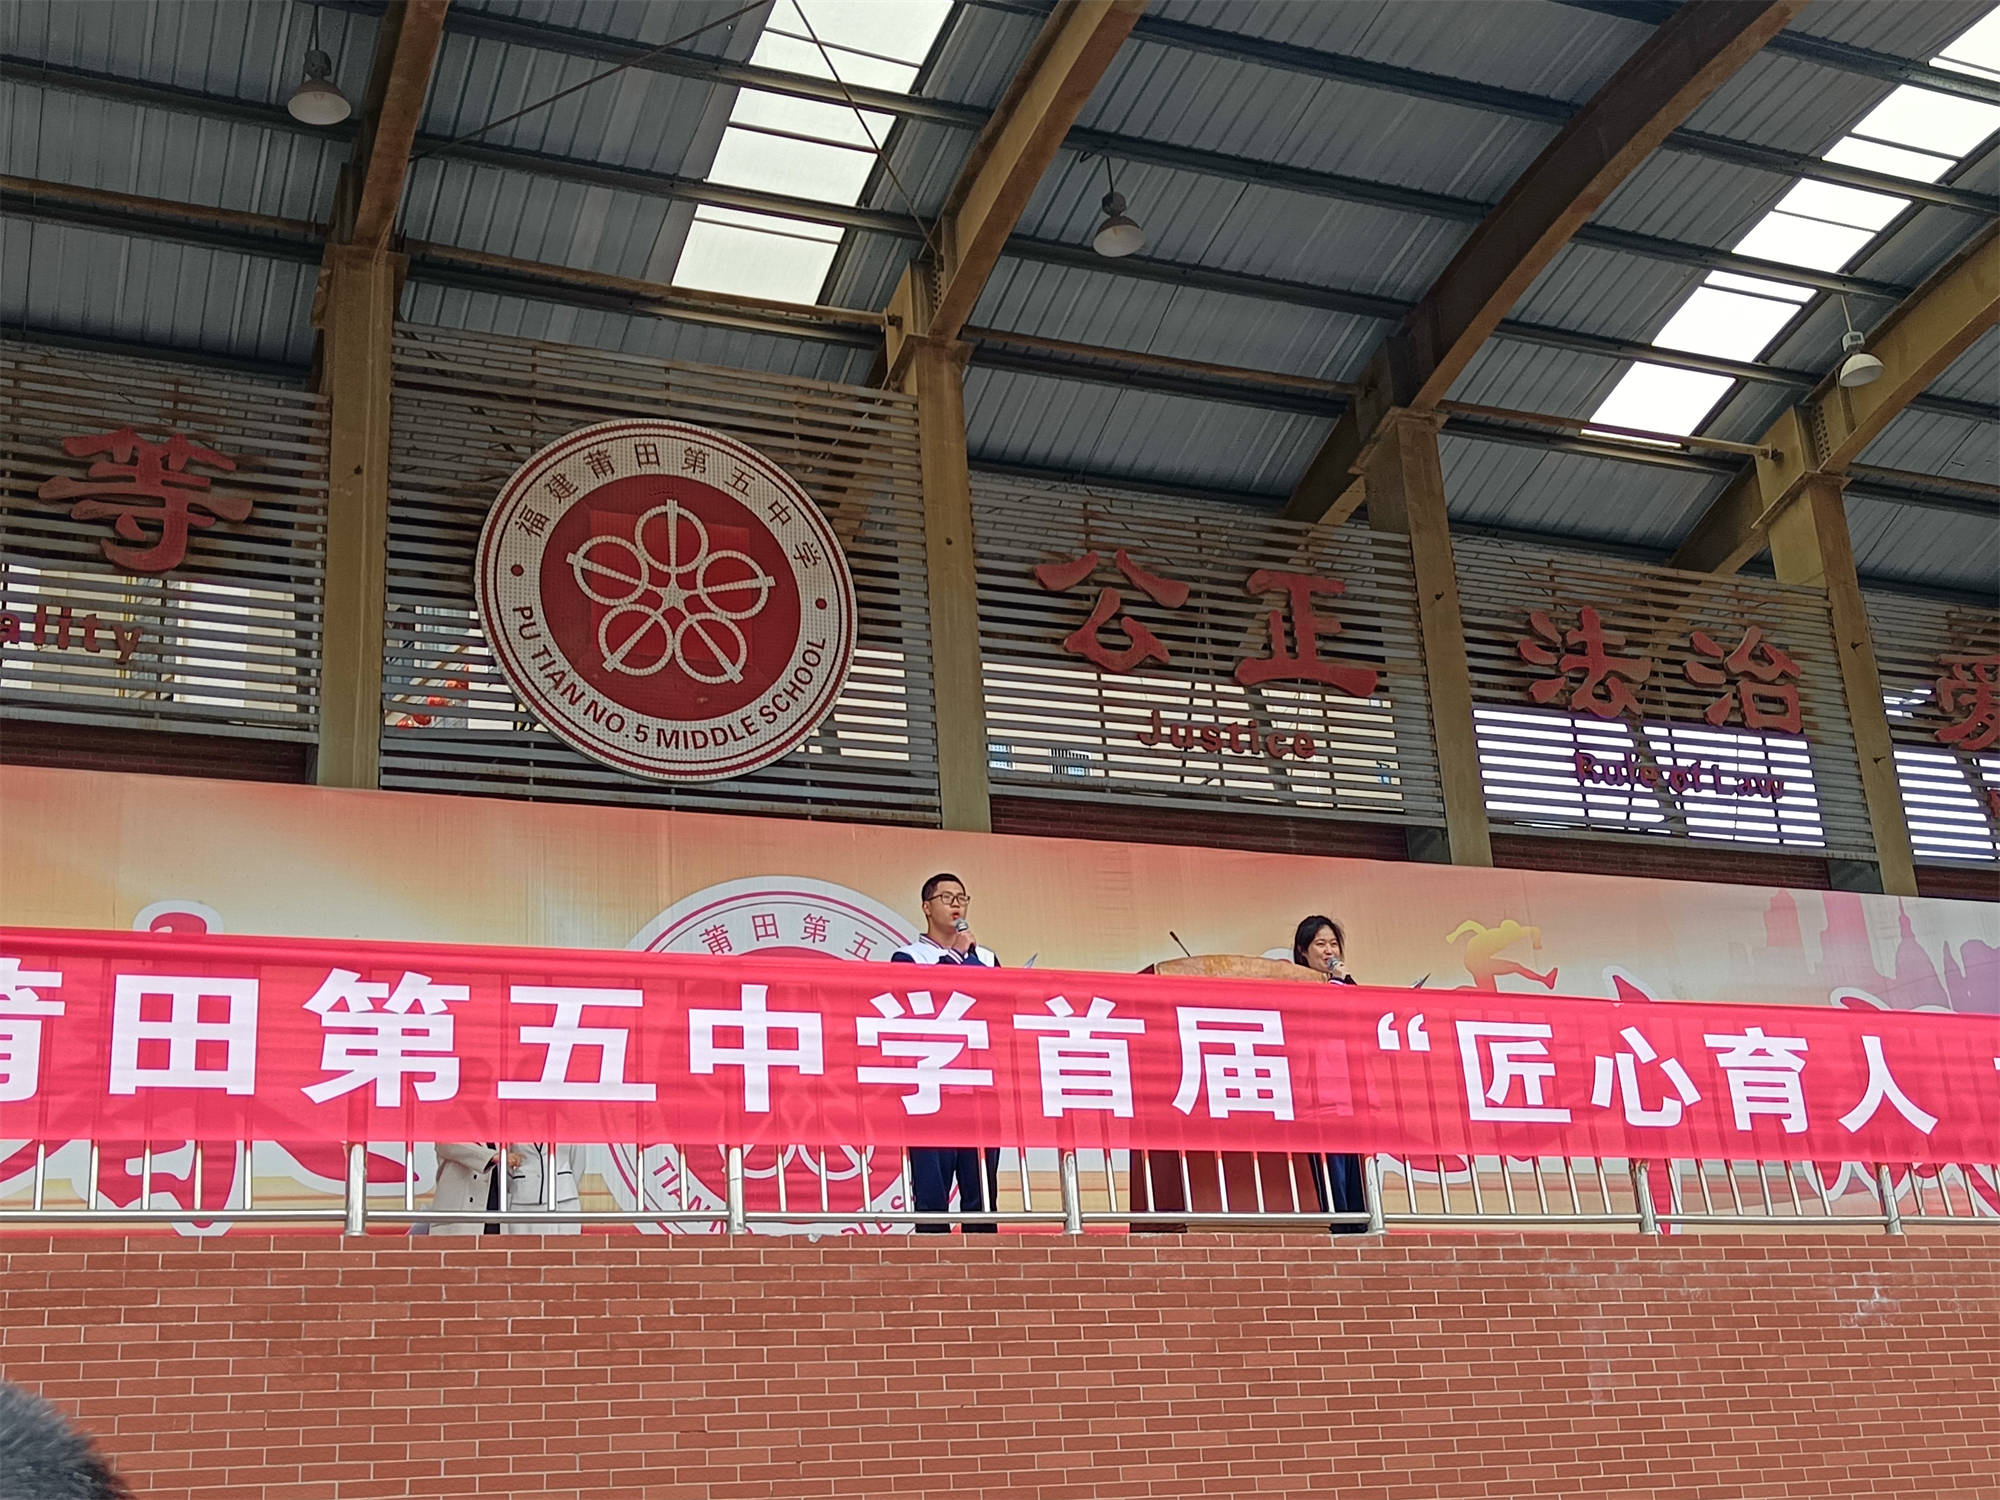 等
ality
福建莆田第五中学
PU TIAN NO.5 MIDDLE SCHOOL
公正
Justice
法治
Rule of Law
爱
莆田第五
莆田第五中学首届“匠心育人
TIAN